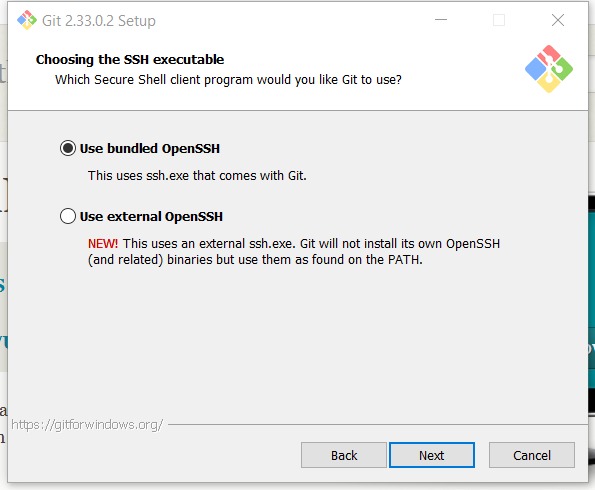 Git 2.33.0.2 Setup
Choosing the SSH executable
Which Secure Shell client program would you like Git to use?
Use bundled OpenSSH
This uses ssh.exe that comes with Git.
Use external OpenSSH
NEW! This uses an external ssh.exe. Git will not install its own OpenSSH
(and related) binaries but use them as found on the PATH.
https://gitforwindows.org/
Back
Next
Cancel